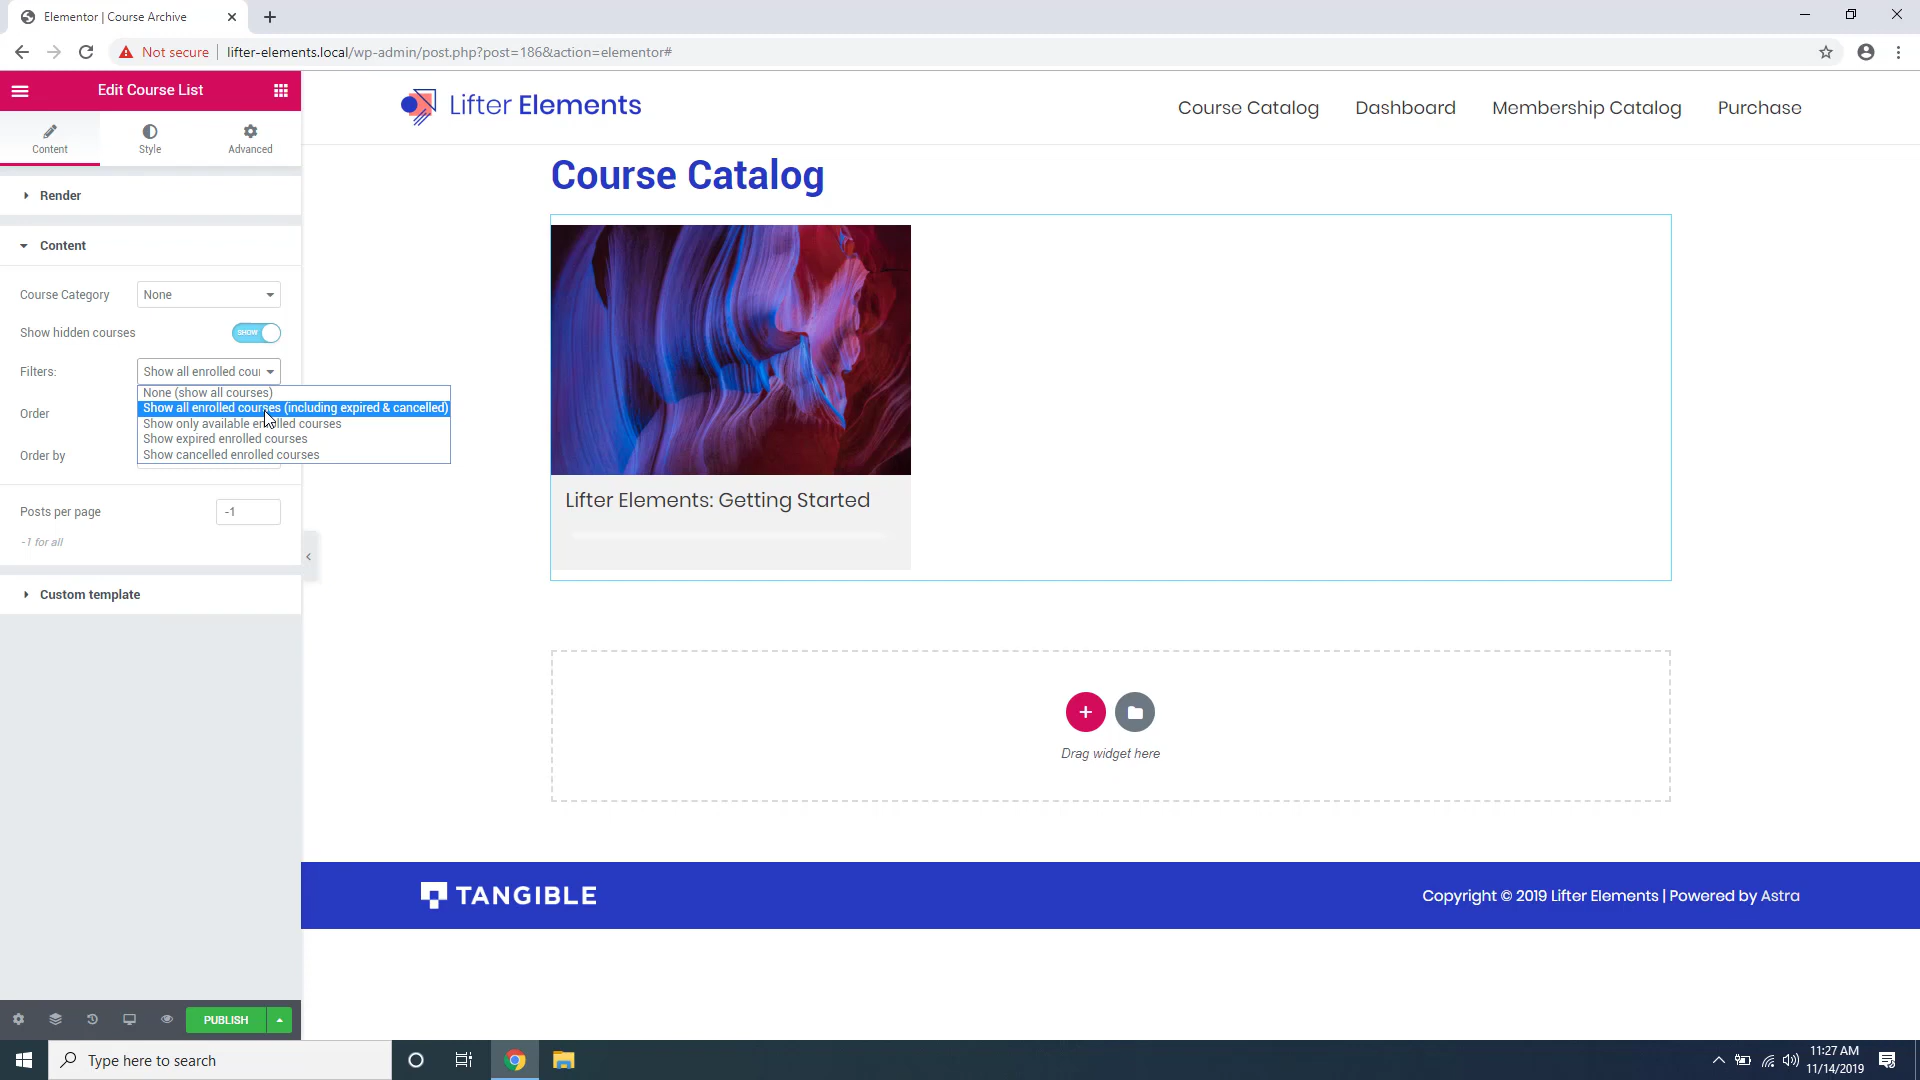 Elementor | Course Archive
Not secure
lifter-elements.local/wp-admin/post.php?post=186&action=elementor#
Edit Course List
Content
Style
Advanced
Render
Content
Course Category
None
Show hidden courses
SHOW
Filters:
Show all enrolled cou
None (show all courses)
Show all enrolled courses (including expired & cancelled)
Order
Show only available enrolled courses
Show expired enrolled courses
Order by
Show cancelled enrolled courses
Posts per page
-1
-1 for all
Custom template
PUBLISH
Lifter Elements
Course Catalog
Dashboard
Membership Catalog
Purchase
Course Catalog
Lifter Elements: Getting Started
Drag widget here
TANGIBLE
Copyright © 2019 Lifter Elements | Powered by Astra
Type here to search
11:27 AM
11/14/2019